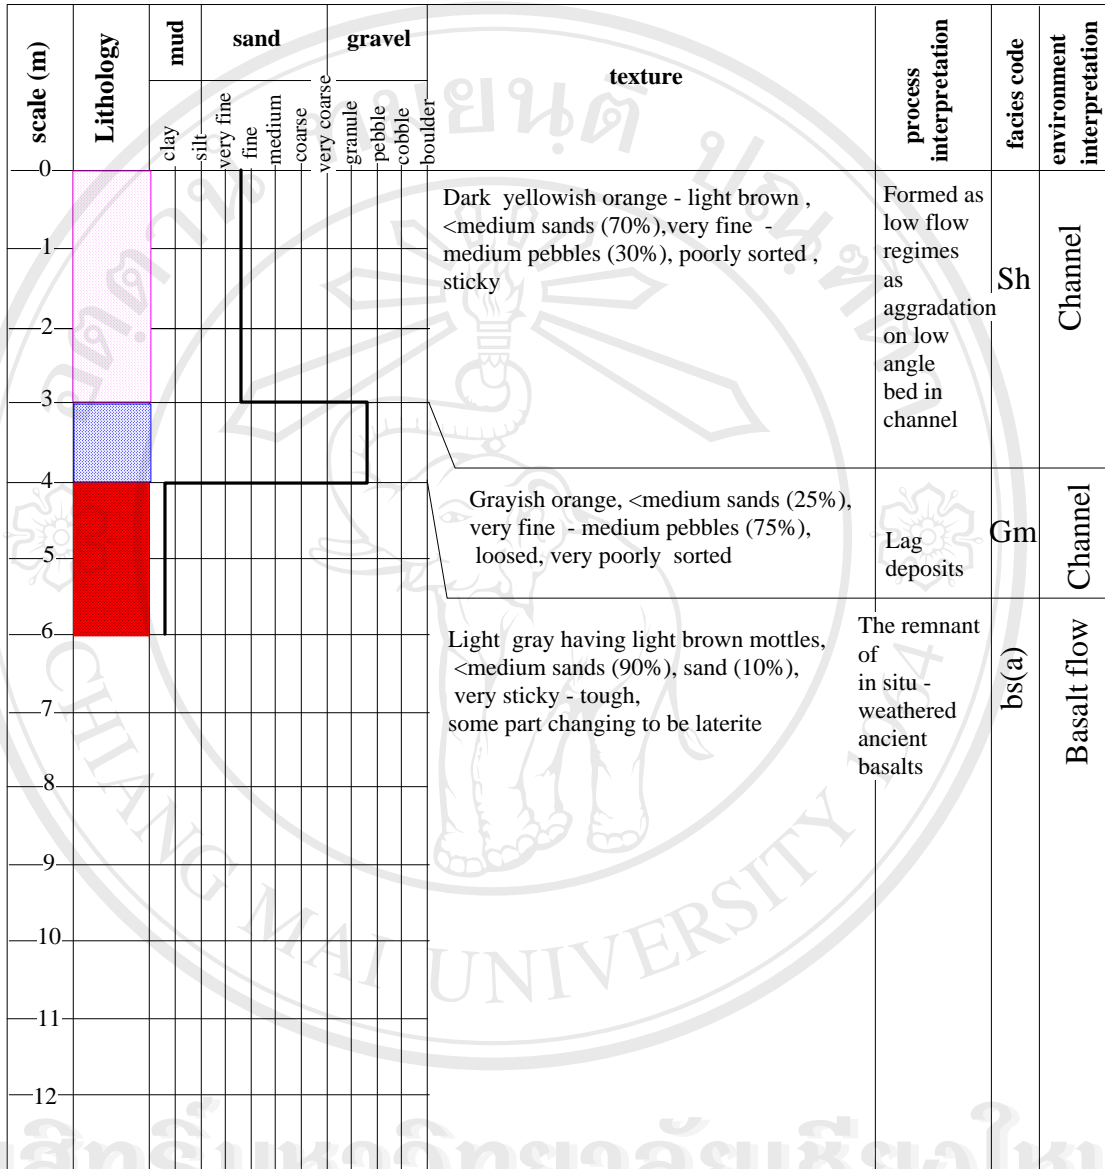 scale (m)
Lithology
mud
sand
gravel
clay
silt
very fine
fine
medium
coarse
very coarse
granule
pebble
cobble
boulder
texture
process
interpretation
facies code
environment
interpretation
0
1
2
3
4
5
6
7
8
9
10
11
12
Dark yellowish orange - light brown ,
<medium sands (70%),very fine -
medium pebbles (30%), poorly sorted ,
sticky
Formed as
low flow
regimes
as
aggradation
on low
angle
bed in
channel
Sh
Channel
Grayish orange, <medium sands (25%),
very fine - medium pebbles (75%),
loosed, very poorly sorted
Lag
deposits
Gm
Channel
Light gray having light brown mottles,
<medium sands (90%), sand (10%),
very sticky - tough,
some part changing to be laterite
The remnant
of
in situ -
weathered
ancient
basalts
bs(a)
Basalt flow
CHIANG MAI UNIVERSITY